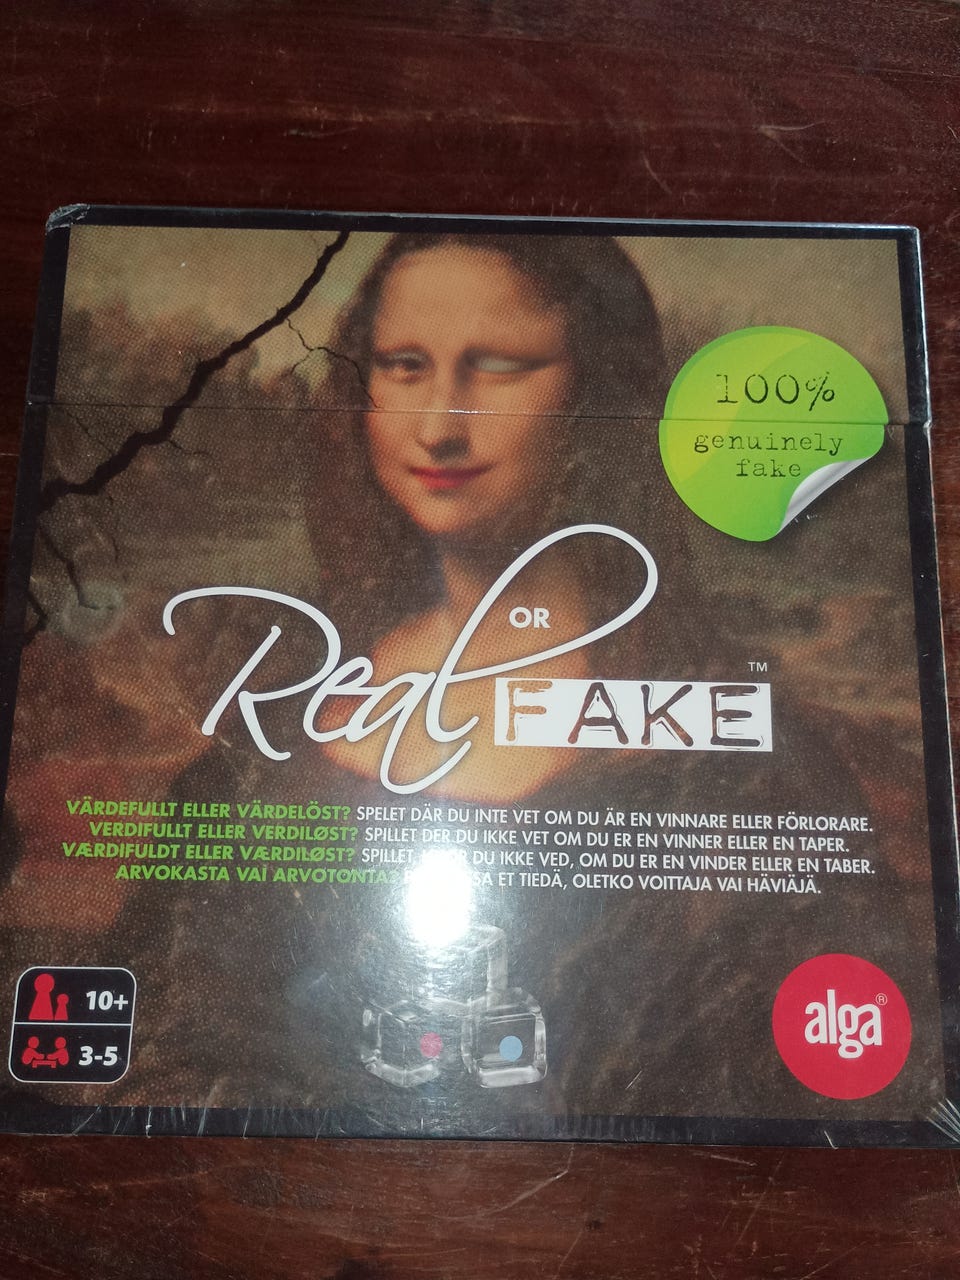 100%
genuinely
fake
Real OR
FAKE™
VÄRDEFULLT ELLER VÄRDELÖST? SPELET DÄR DU INTE VET OM DU ÄR EN VINNARE ELLER FÖRLORARE.
VERDIFULLT ELLER VERDILØST? SPILLET DER DU IKKE VET OM DU ER EN VINNER ELLER EN TAPER.
VÆRDIFULDT ELLER VÆRDILØST? SPILLET, DU IKKE VED, OM DU ER EN VINDER ELLER EN TABER.
ARVOKASTA VAI ARVOTONTA? ET TIEDÄ, OLETKO VOITTAJA VAI HÄVIÄJÄ.
10+
3-5
alga®